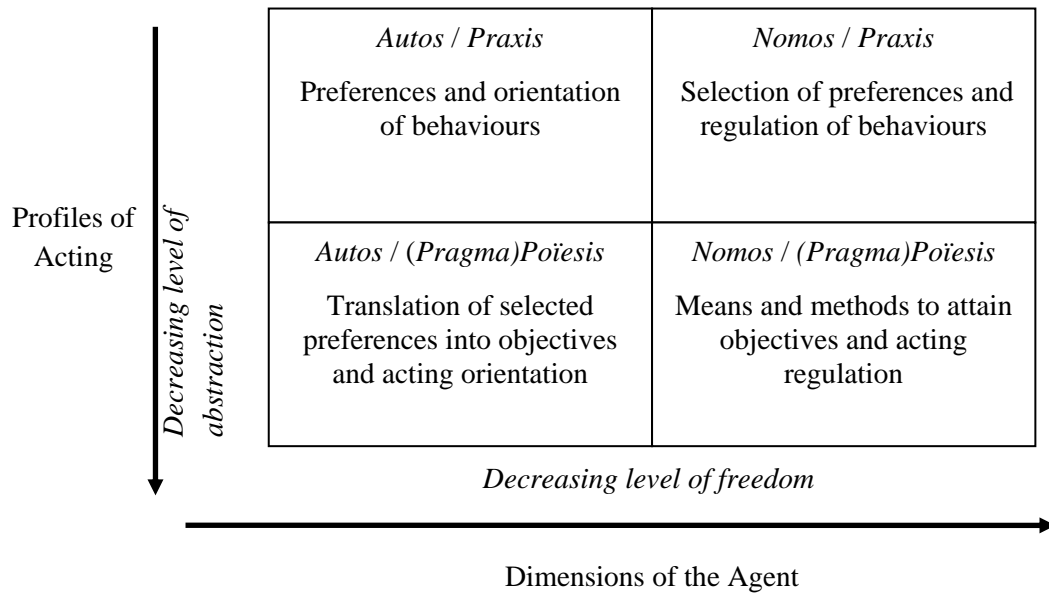 Autos / Praxis
Preferences and orientation
of behaviours
Nomos / Praxis
Selection of preferences and
regulation of behaviours
Profiles of
Acting
Decreasing level of
abstraction
Autos / (Pragma)Poïesis
Translation of selected
preferences into objectives
and acting orientation
Nomos / (Pragma)Poïesis
Means and methods to attain
objectives and acting
regulation
Decreasing level of freedom
Dimensions of the Agent